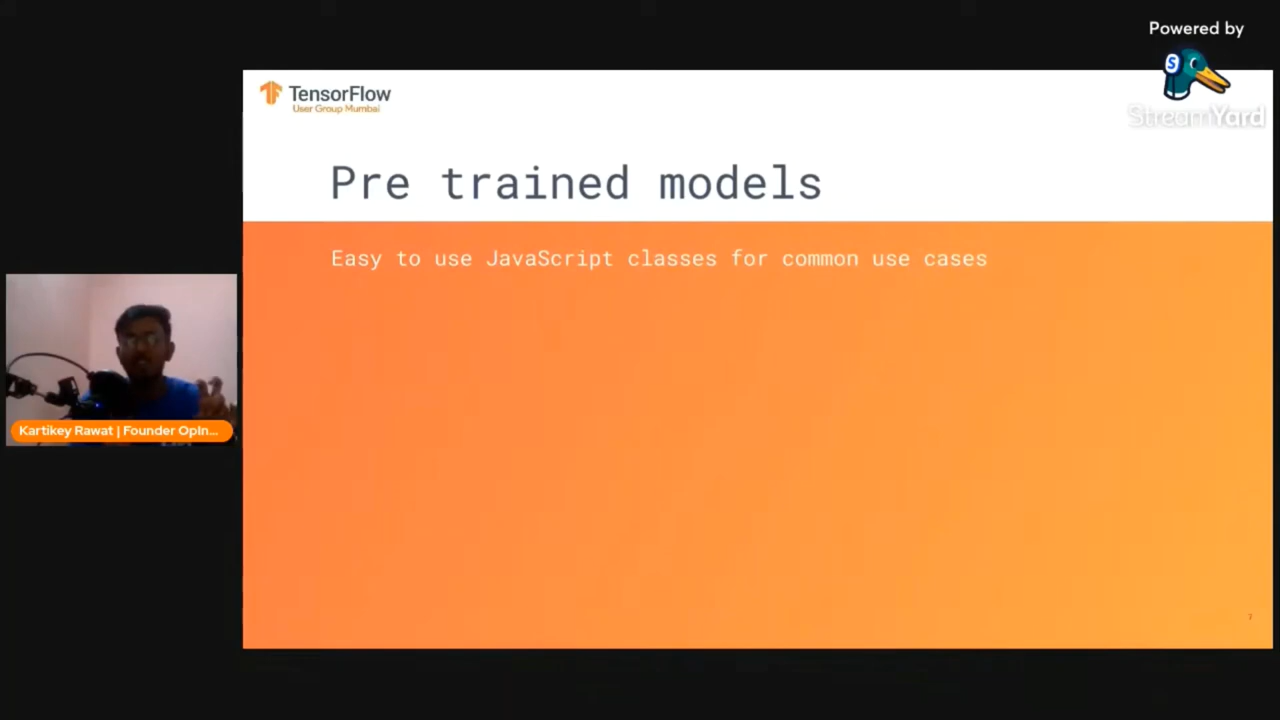 Powered by
StreamYard
TensorFlow
User Group Mumbai
Pre trained models
Easy to use JavaScript classes for common use cases
Kartikey Rawat | Founder OpIn...
7